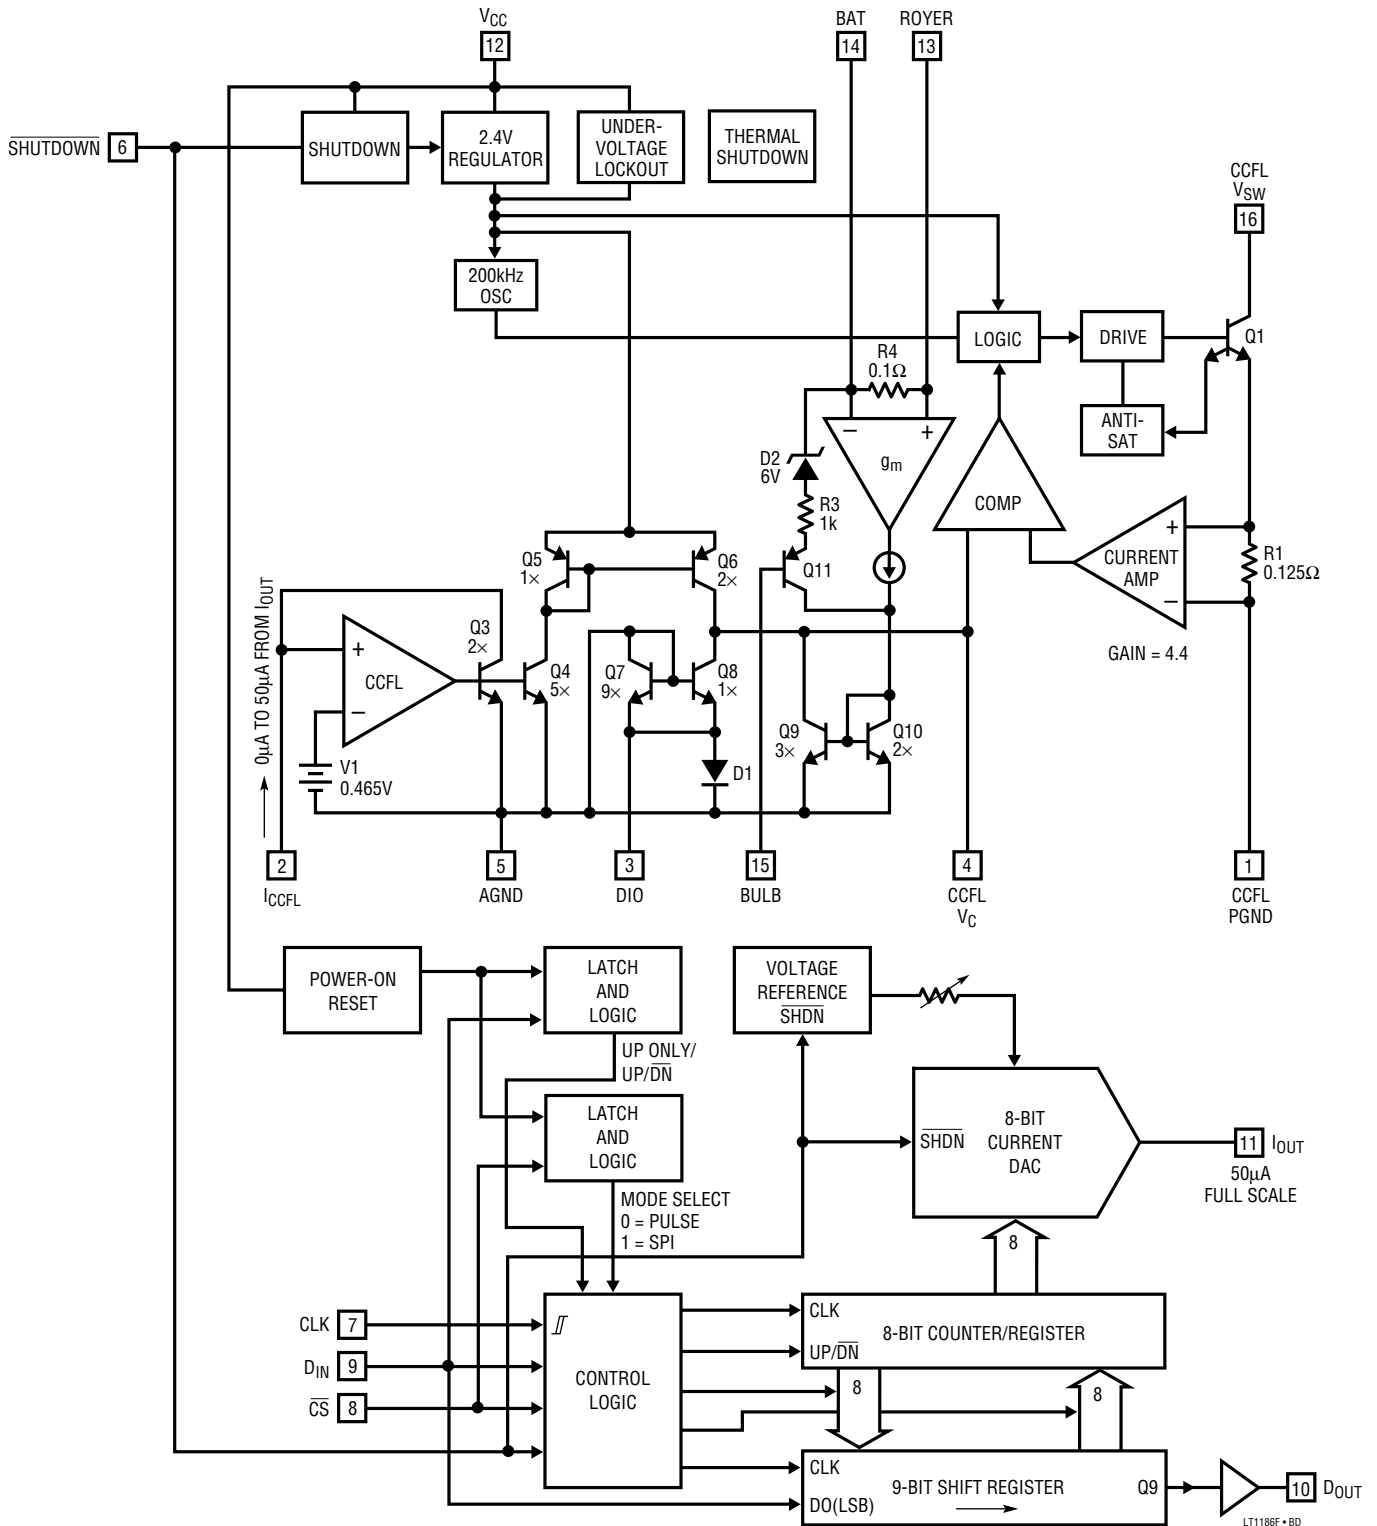 VCC
12
BAT
14
ROYER
13
SHUTDOWN
6
SHUTDOWN
2.4V
REGULATOR
UNDER-
VOLTAGE
LOCKOUT
THERMAL
SHUTDOWN
CCFL
VSW
16
200kHz
OSC
LOGIC
DRIVE
Q1
R4
0.1Ω
ANTI-
SAT
–
+
gm
D2
6V
R3
1k
COMP
+
CURRENT
AMP
–
R1
0.125Ω
GAIN = 4.4
Q5
1×
Q6
2×
Q11
0µA TO 50µA FROM IOUT
+
CCFL
–
Q3
2×
Q4
5×
Q7
9×
Q8
1×
Q9
3×
Q10
2×
V1
0.465V
D1
2
ICCFL
5
AGND
3
DIO
15
BULB
4
CCFL
VC
1
CCFL
PGND
POWER-ON
RESET
LATCH
AND
LOGIC
VOLTAGE
REFERENCE
SHDN
UP ONLY/
UP/DN
LATCH
AND
LOGIC
SHDN
8-BIT
CURRENT
DAC
11
IOUT
50µA
FULL SCALE
MODE SELECT
0 = PULSE
1 = SPI
8
CLK
7
DIN
9
CS
8
CONTROL
LOGIC
CLK
UP/DN
8-BIT COUNTER/REGISTER
8
8
CLK
DO(LSB)
9-BIT SHIFT REGISTER
Q9
10
DOUT
LT1186F • BD